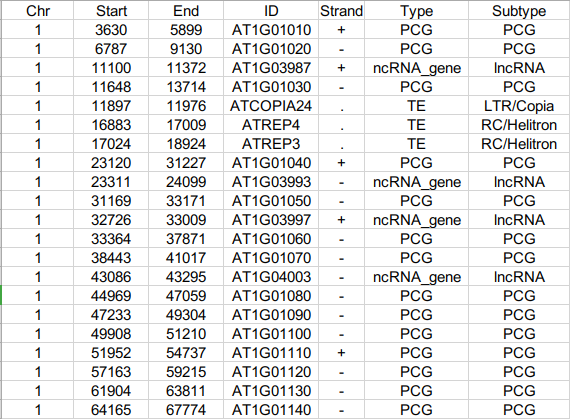 Chr Start End ID Strand Type Subtype
1 3630 5899 AT1G01010 + PCG PCG
1 6787 9130 AT1G01020 - PCG PCG
1 11100 11372 AT1G03987 + ncRNA_gene lncRNA
1 11648 13714 AT1G01030 - PCG PCG
1 11897 11976 ATCOPIA24 . TE LTR/Copia
1 16883 17009 ATREP4 . TE RC/Helitron
1 17024 18924 ATREP3 . TE RC/Helitron
1 23120 31227 AT1G01040 + PCG PCG
1 23311 24099 AT1G03993 - ncRNA_gene lncRNA
1 31169 33171 AT1G01050 - PCG PCG
1 32726 33009 AT1G03997 + ncRNA_gene lncRNA
1 33364 37871 AT1G01060 - PCG PCG
1 38443 41017 AT1G01070 - PCG PCG
1 43086 43295 AT1G04003 - ncRNA_gene lncRNA
1 44969 47059 AT1G01080 - PCG PCG
1 47233 49304 AT1G01090 - PCG PCG
1 49908 51210 AT1G01100 - PCG PCG
1 51952 54737 AT1G01110 + PCG PCG
1 57163 59215 AT1G01120 - PCG PCG
1 61904 63811 AT1G01130 - PCG PCG
1 64165 67774 AT1G01140 - PCG PCG